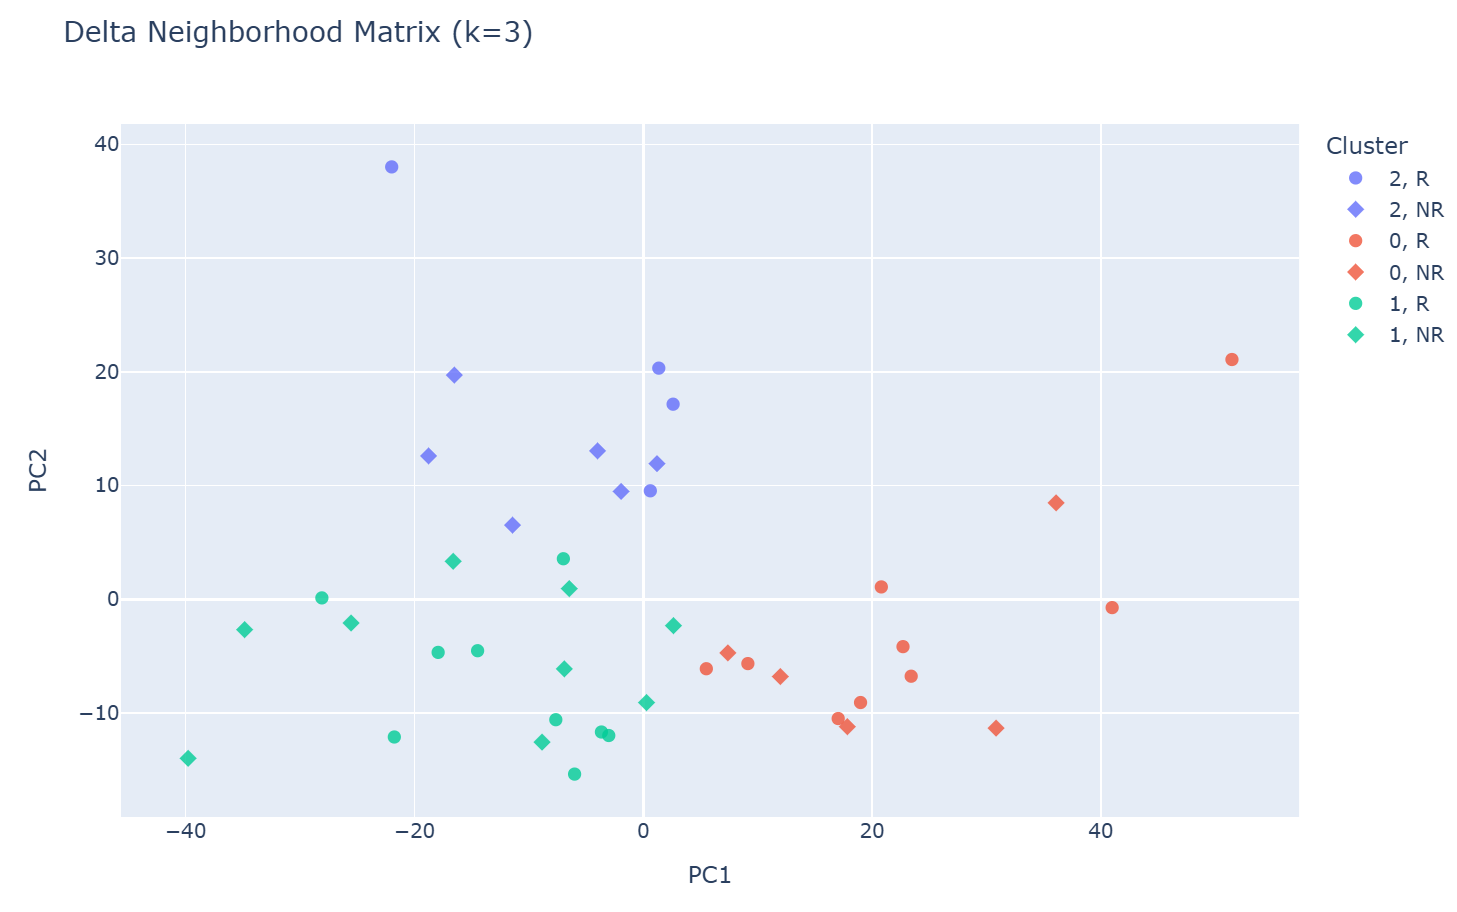 Delta Neighborhood Matrix (k=3)
Cluster
2, R
2, NR
0, R
0, NR
1, R
1, NR
40
30
20
10
0
−10
PC2
−40
−20
0
20
40
PC1